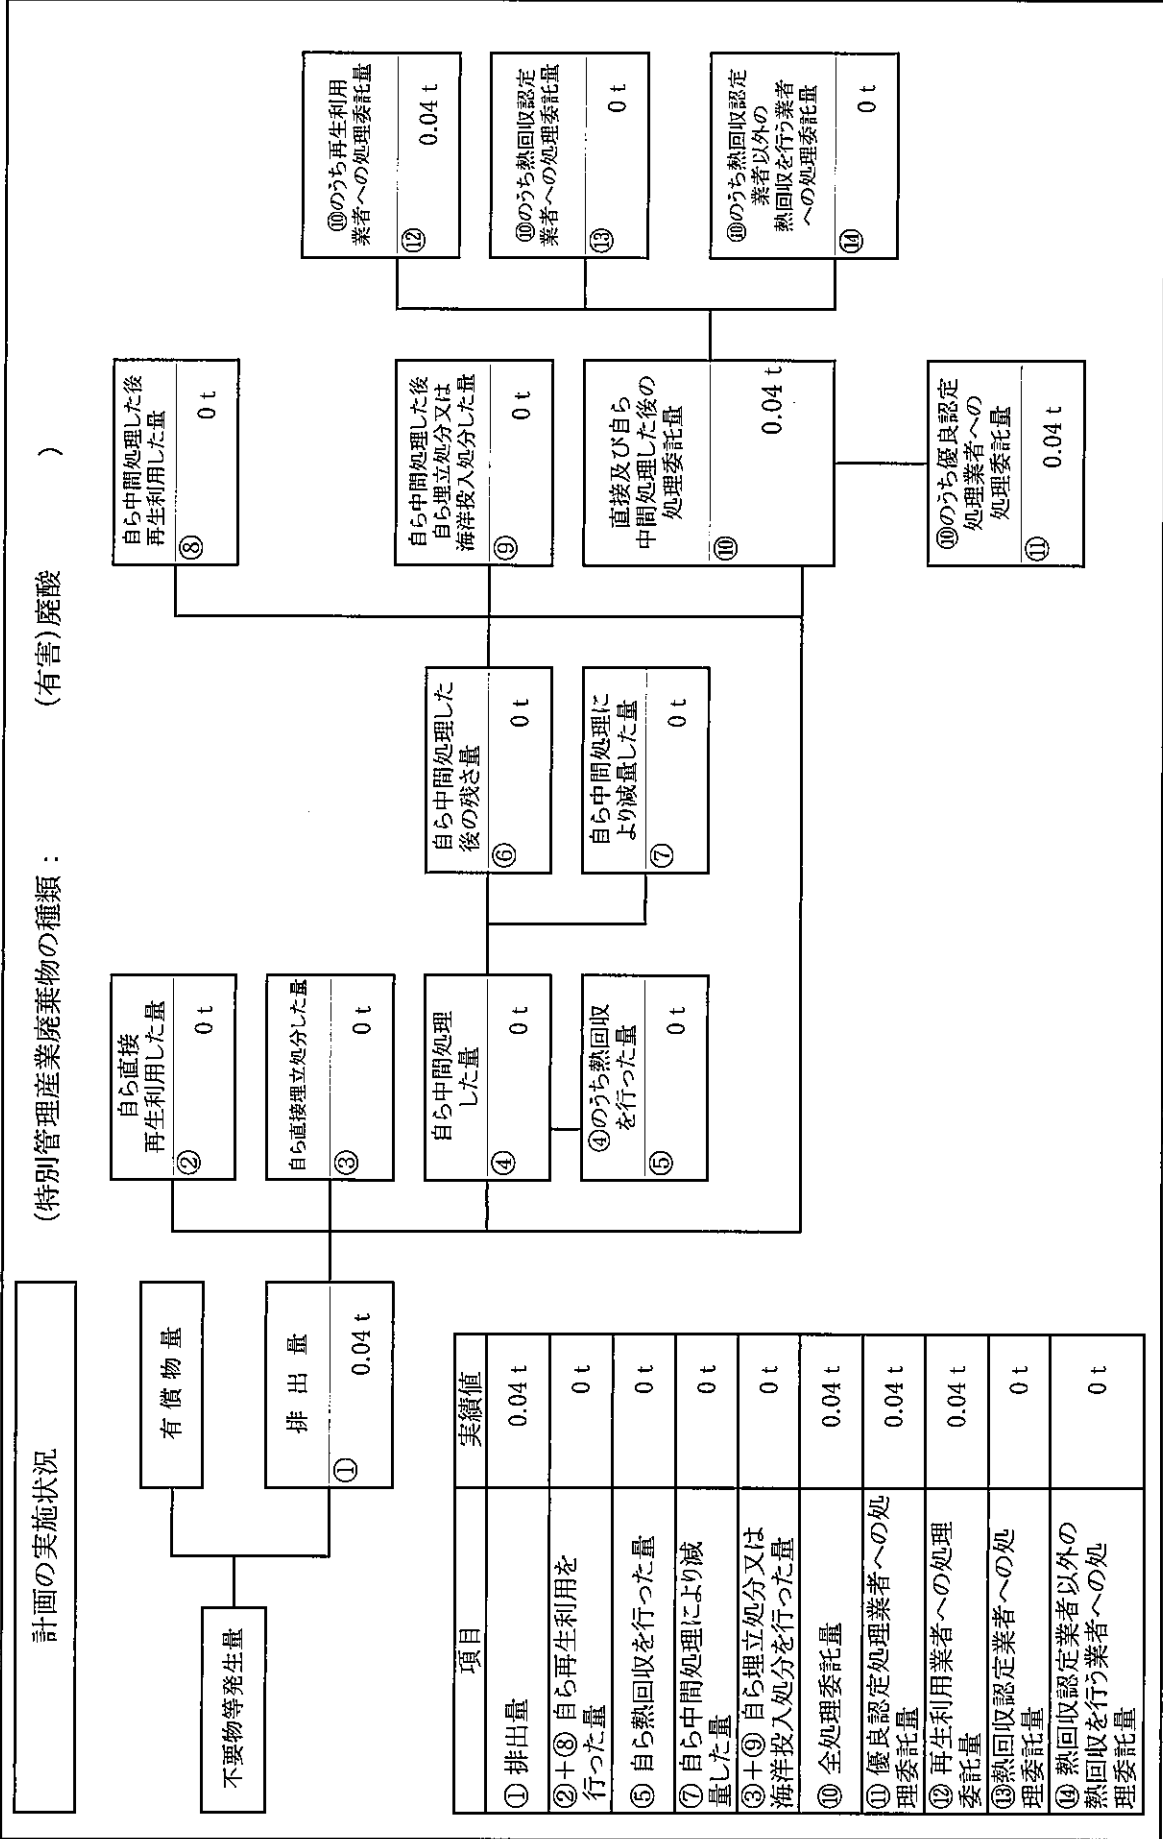 計画の実施状況
(特別管理産業廃棄物の種類：　(有害)廃酸　)
不要物等発生量
有 償 物 量
排 出 量
①
0.04 t
自ら直接
再生利用した量
②
0 t
自ら直接埋立処分した量
③
0 t
自ら中間処理
した量
④
0 t
④のうち熱回収
を行った量
⑤
0 t
自ら中間処理した
後の残さ量
⑥
0 t
自ら中間処理に
より減量した量
⑦
0 t
自ら中間処理した後
再生利用した量
⑧
0 t
自ら中間処理した後
自ら埋立処分又は
海洋投入処分した量
⑨
0 t
直接及び自ら
中間処理した後の
処理委託量
⑩
0.04 t
⑩のうち優良認定
処理業者への
処理委託量
⑪
0.04 t
⑩のうち再生利用
業者への処理委託量
⑫
0.04 t
⑩のうち熱回収認定
業者への処理委託量
⑬
0 t
⑩のうち熱回収認定
業者以外の
熱回収を行う業者
への処理委託量
⑭
0 t
項目 実績値
① 排出量 0.04 t
②＋⑧ 自ら再生利用を
行った量 0 t
⑤ 自ら熱回収を行った量 0 t
⑦ 自ら中間処理により減
量した量 0 t
③＋⑨ 自ら埋立処分又は
海洋投入処分を行った量 0 t
⑩ 全処理委託量 0.04 t
⑪ 優良認定処理業者への処
理委託量 0.04 t
⑫ 再生利用業者への処理
委託量 0.04 t
⑬熱回収認定業者への処
理委託量 0 t
⑭ 熱回収認定業者以外の
熱回収を行う業者への処
理委託量 0 t